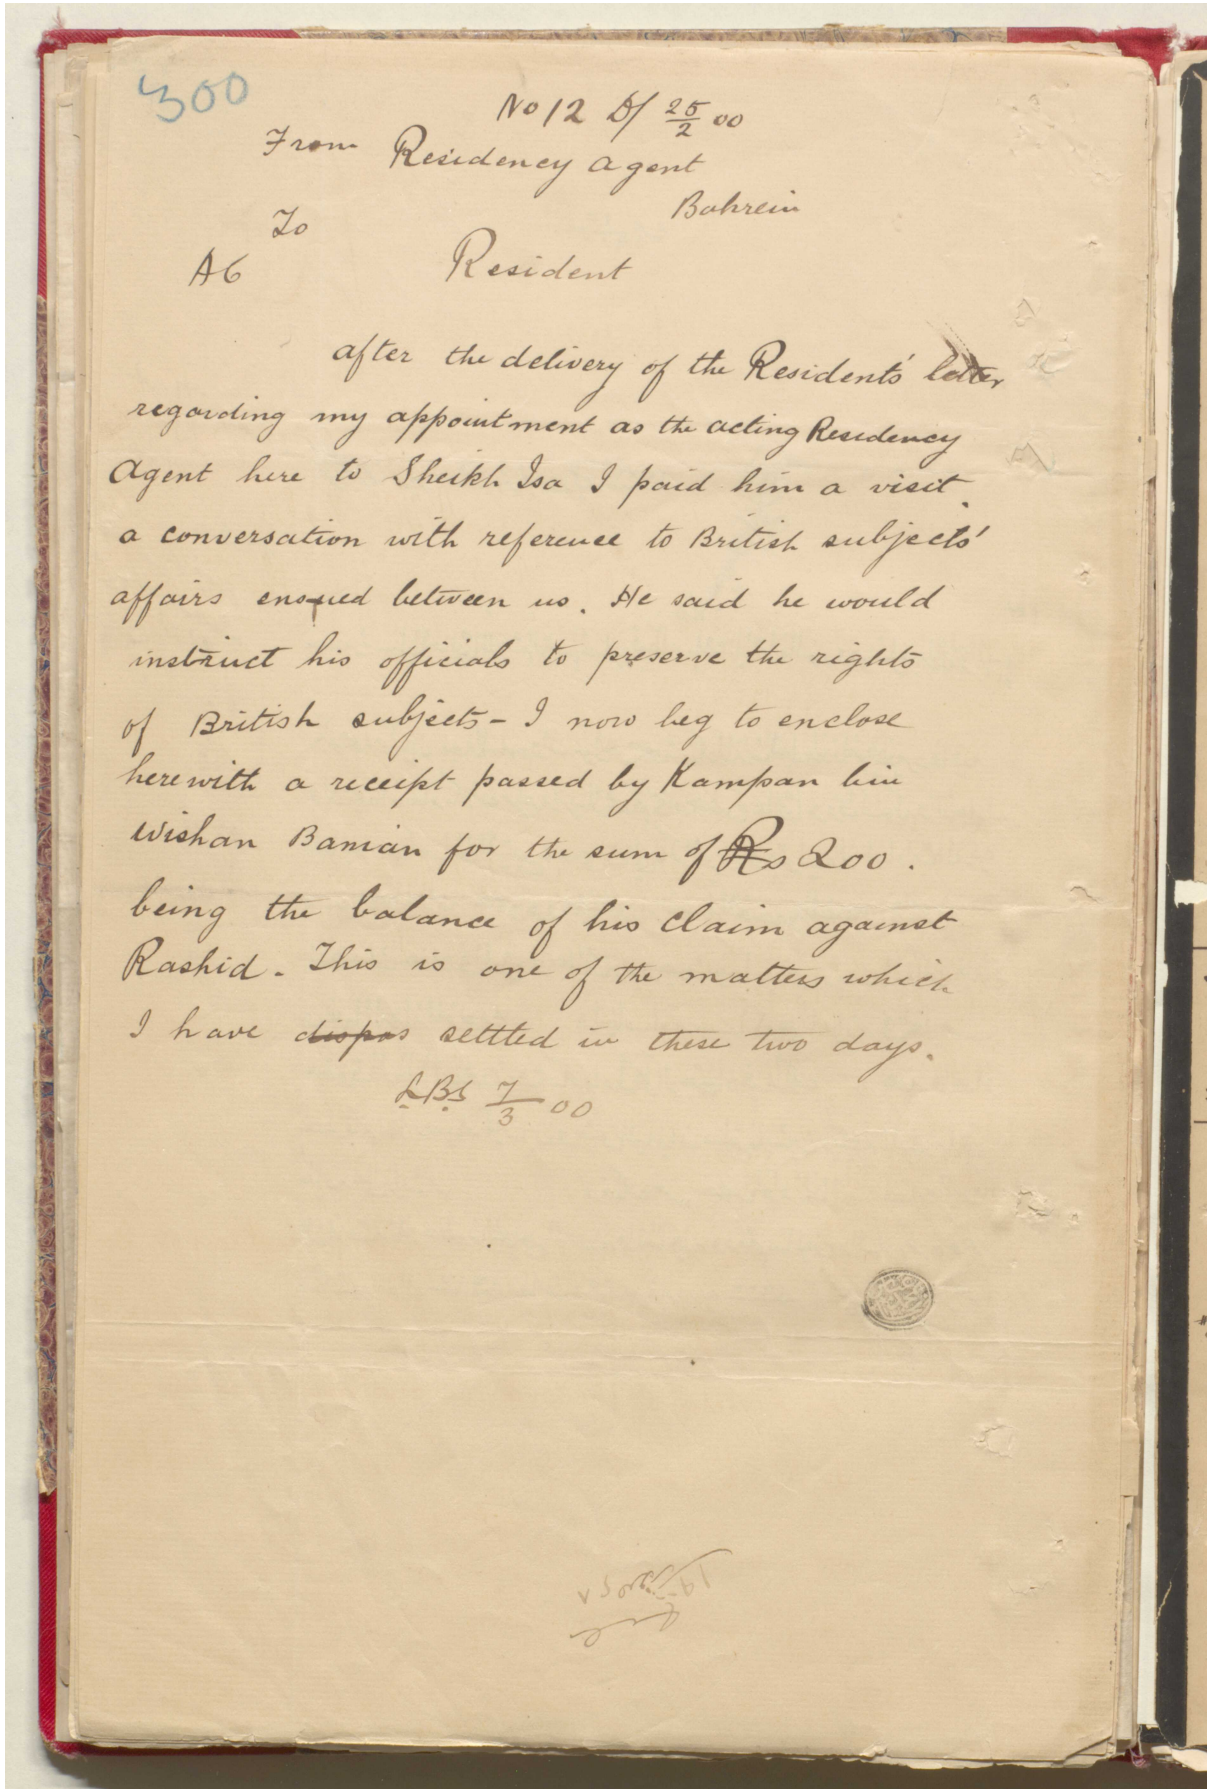 300
No 12 D/ 25/2 00
From Residency Agent
Bahrein
To
A6 Resident
after the delivery of the Residents' letter
regarding my appointment as the acting Residency
Agent here to Sheikh Isa I paid him a visit.
a conversation with reference to British subjects'
affairs ensued between us. He said he would
instruct his officials to preserve the rights
of British subjects - I now beg to enclose
herewith a receipt passed by Kampan bin
Wishan Banian for the sum of Rs 200.
being the balance of his claim against
Rashid - This is one of the matters which
I have dispos settled in these two days.
7/3 00